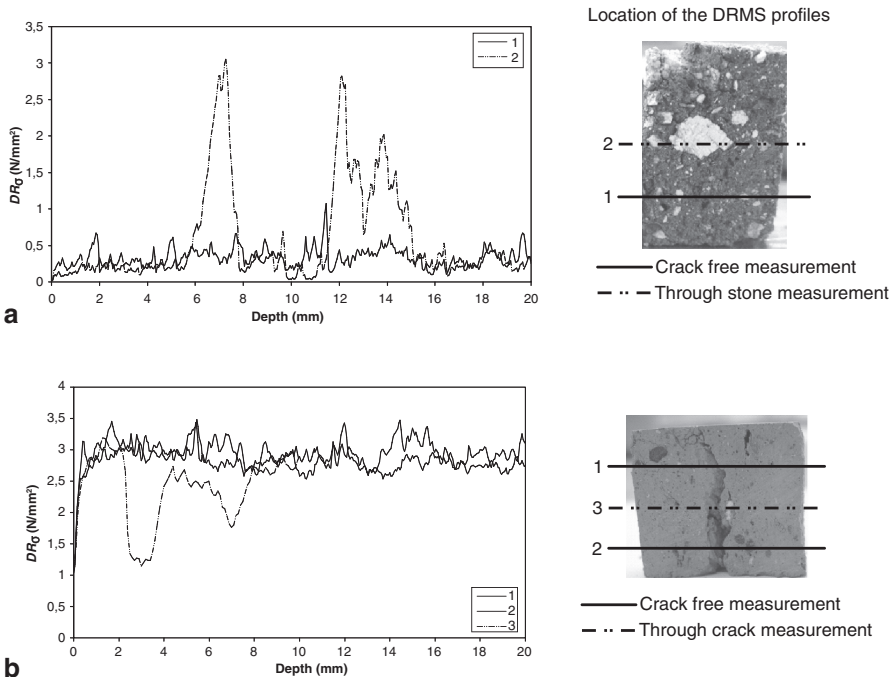 Location of the DRMS profiles
3,5
3
2,5
2
1,5
1
0,5
0
DRσ (N/mm²)
1
2
0 2 4 6 8 10 12 14 16 18 20
Depth (mm)
a
2
1
Crack free measurement
Through stone measurement
4
3,5
3
2,5
2
1,5
1
0,5
0
DRσ (N/mm²)
1
2
3
0 2 4 6 8 10 12 14 16 18 20
Depth (mm)
b
1
3
2
Crack free measurement
Through crack measurement